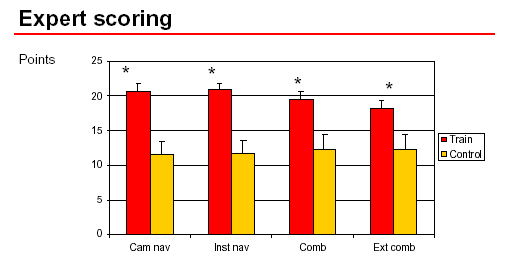 Expert scoring
Points
25
20
15
10
5
0
* * * *
Cam nav Inst nav Comb Ext comb
Train
Control